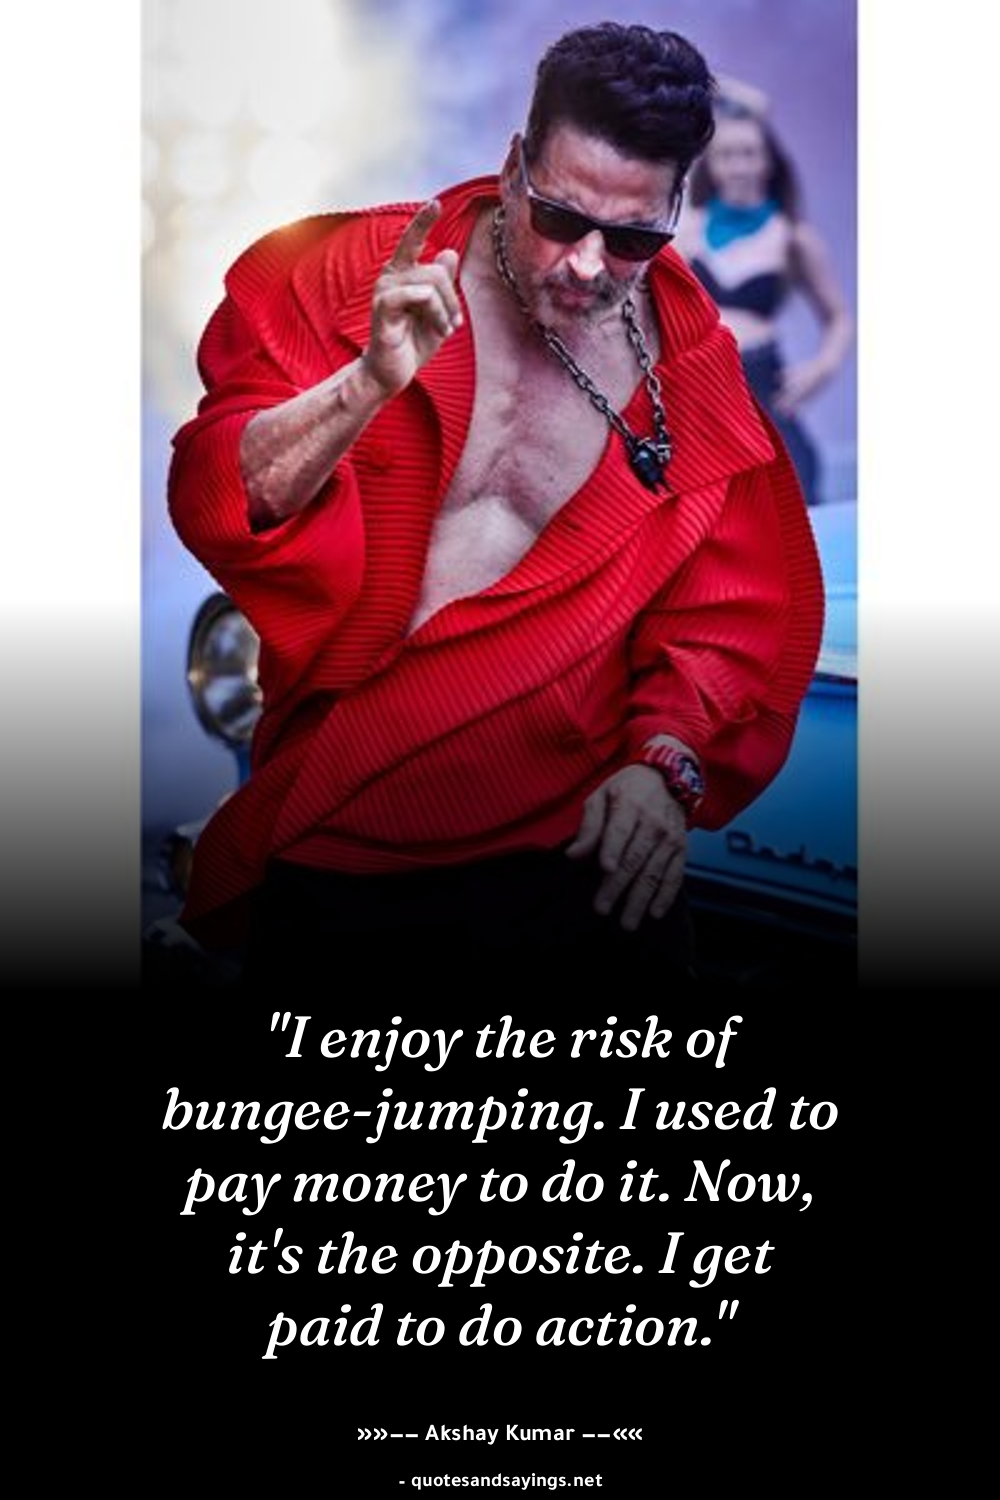 "I enjoy the risk of
bungee-jumping. I used to
pay money to do it. Now,
it's the opposite. I get
paid to do action."
»»–– Akshay Kumar ––««
- quotesandsayings.net